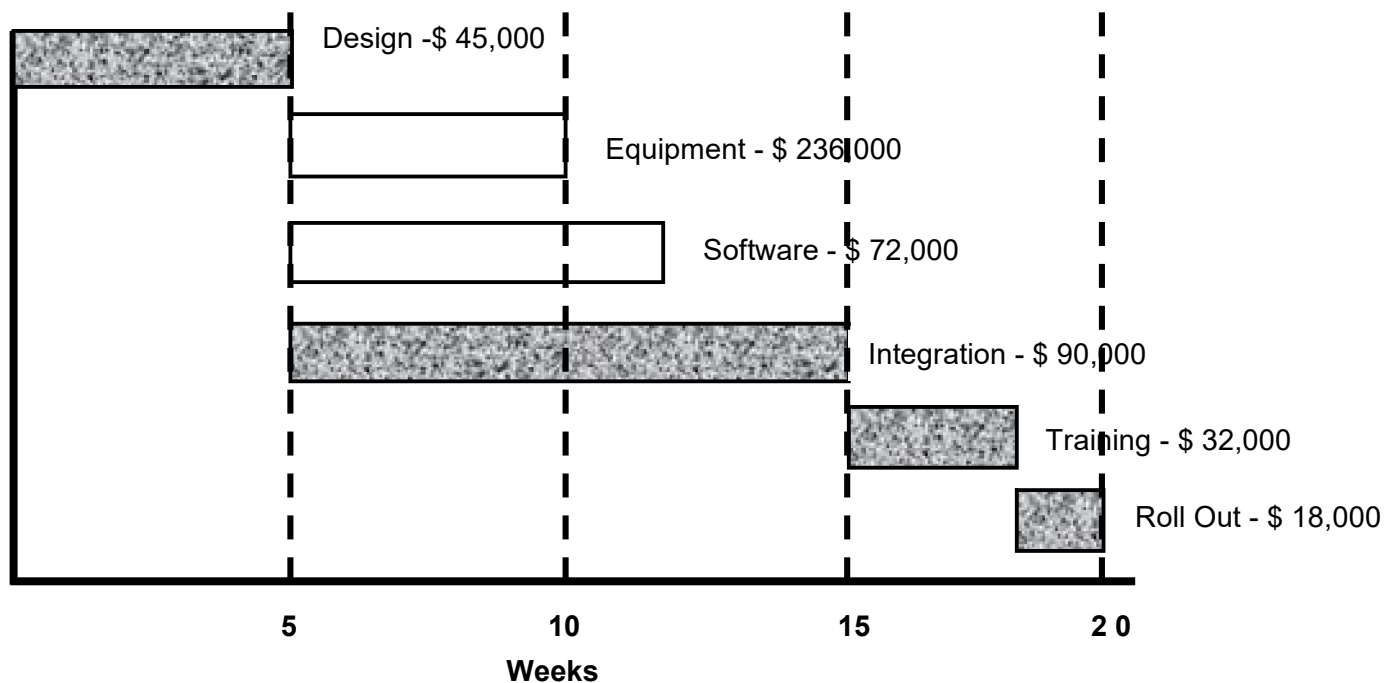 Design -$ 45,000
Equipment - $ 236,000
Software - $ 72,000
Integration - $ 90,000
Training - $ 32,000
Roll Out - $ 18,000
5 10 15 2 0
Weeks